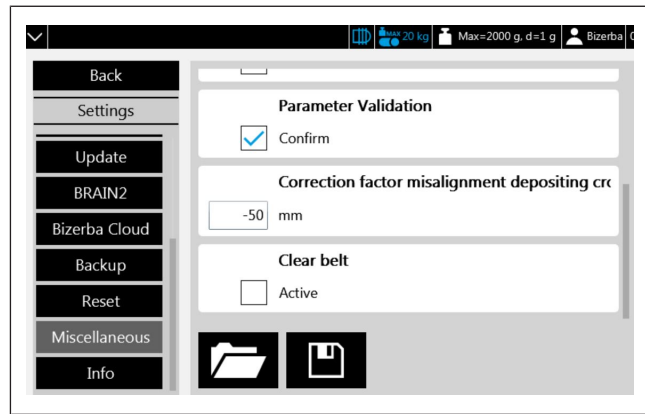 MAX 20 kg Max=2000 g, d=1 g Bizerba
Back
Settings
Update
BRAIN2
Bizerba Cloud
Backup
Reset
Miscellaneous
Info
Parameter Validation
Confirm
Correction factor misalignment depositing
-50 mm
Clear belt
Active